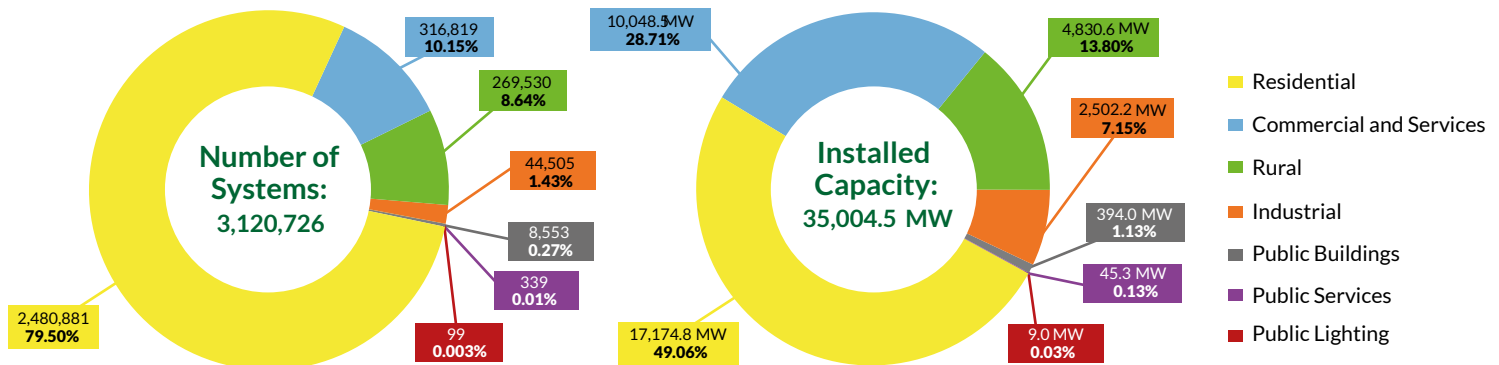 316,819
10.15%
269,530
8.64%
44,505
1.43%
8,553
0.27%
339
0.01%
99
0.003%
2,480,881
79.50%
Number of
Systems:
3,120,726
10,048.5MW
28.71%
4,830.6 MW
13.80%
2,502.2 MW
7.15%
394.0 MW
1.13%
45.3 MW
0.13%
9.0 MW
0.03%
17,174.8 MW
49.06%
Installed
Capacity:
35,004.5 MW
Residential
Commercial and Services
Rural
Industrial
Public Buildings
Public Services
Public Lighting